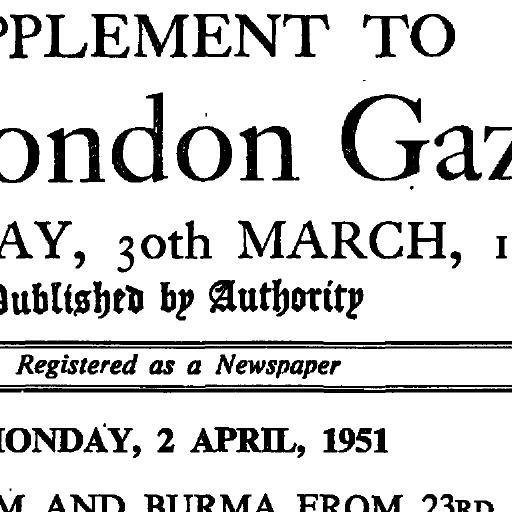 PPLEMENT TO
ondon Gaz
AY, 30th MARCH, 1
Published by Authority
Registered as a Newspaper
MONDAY, 2 APRIL, 1951
M AND BURMA FROM 23RD